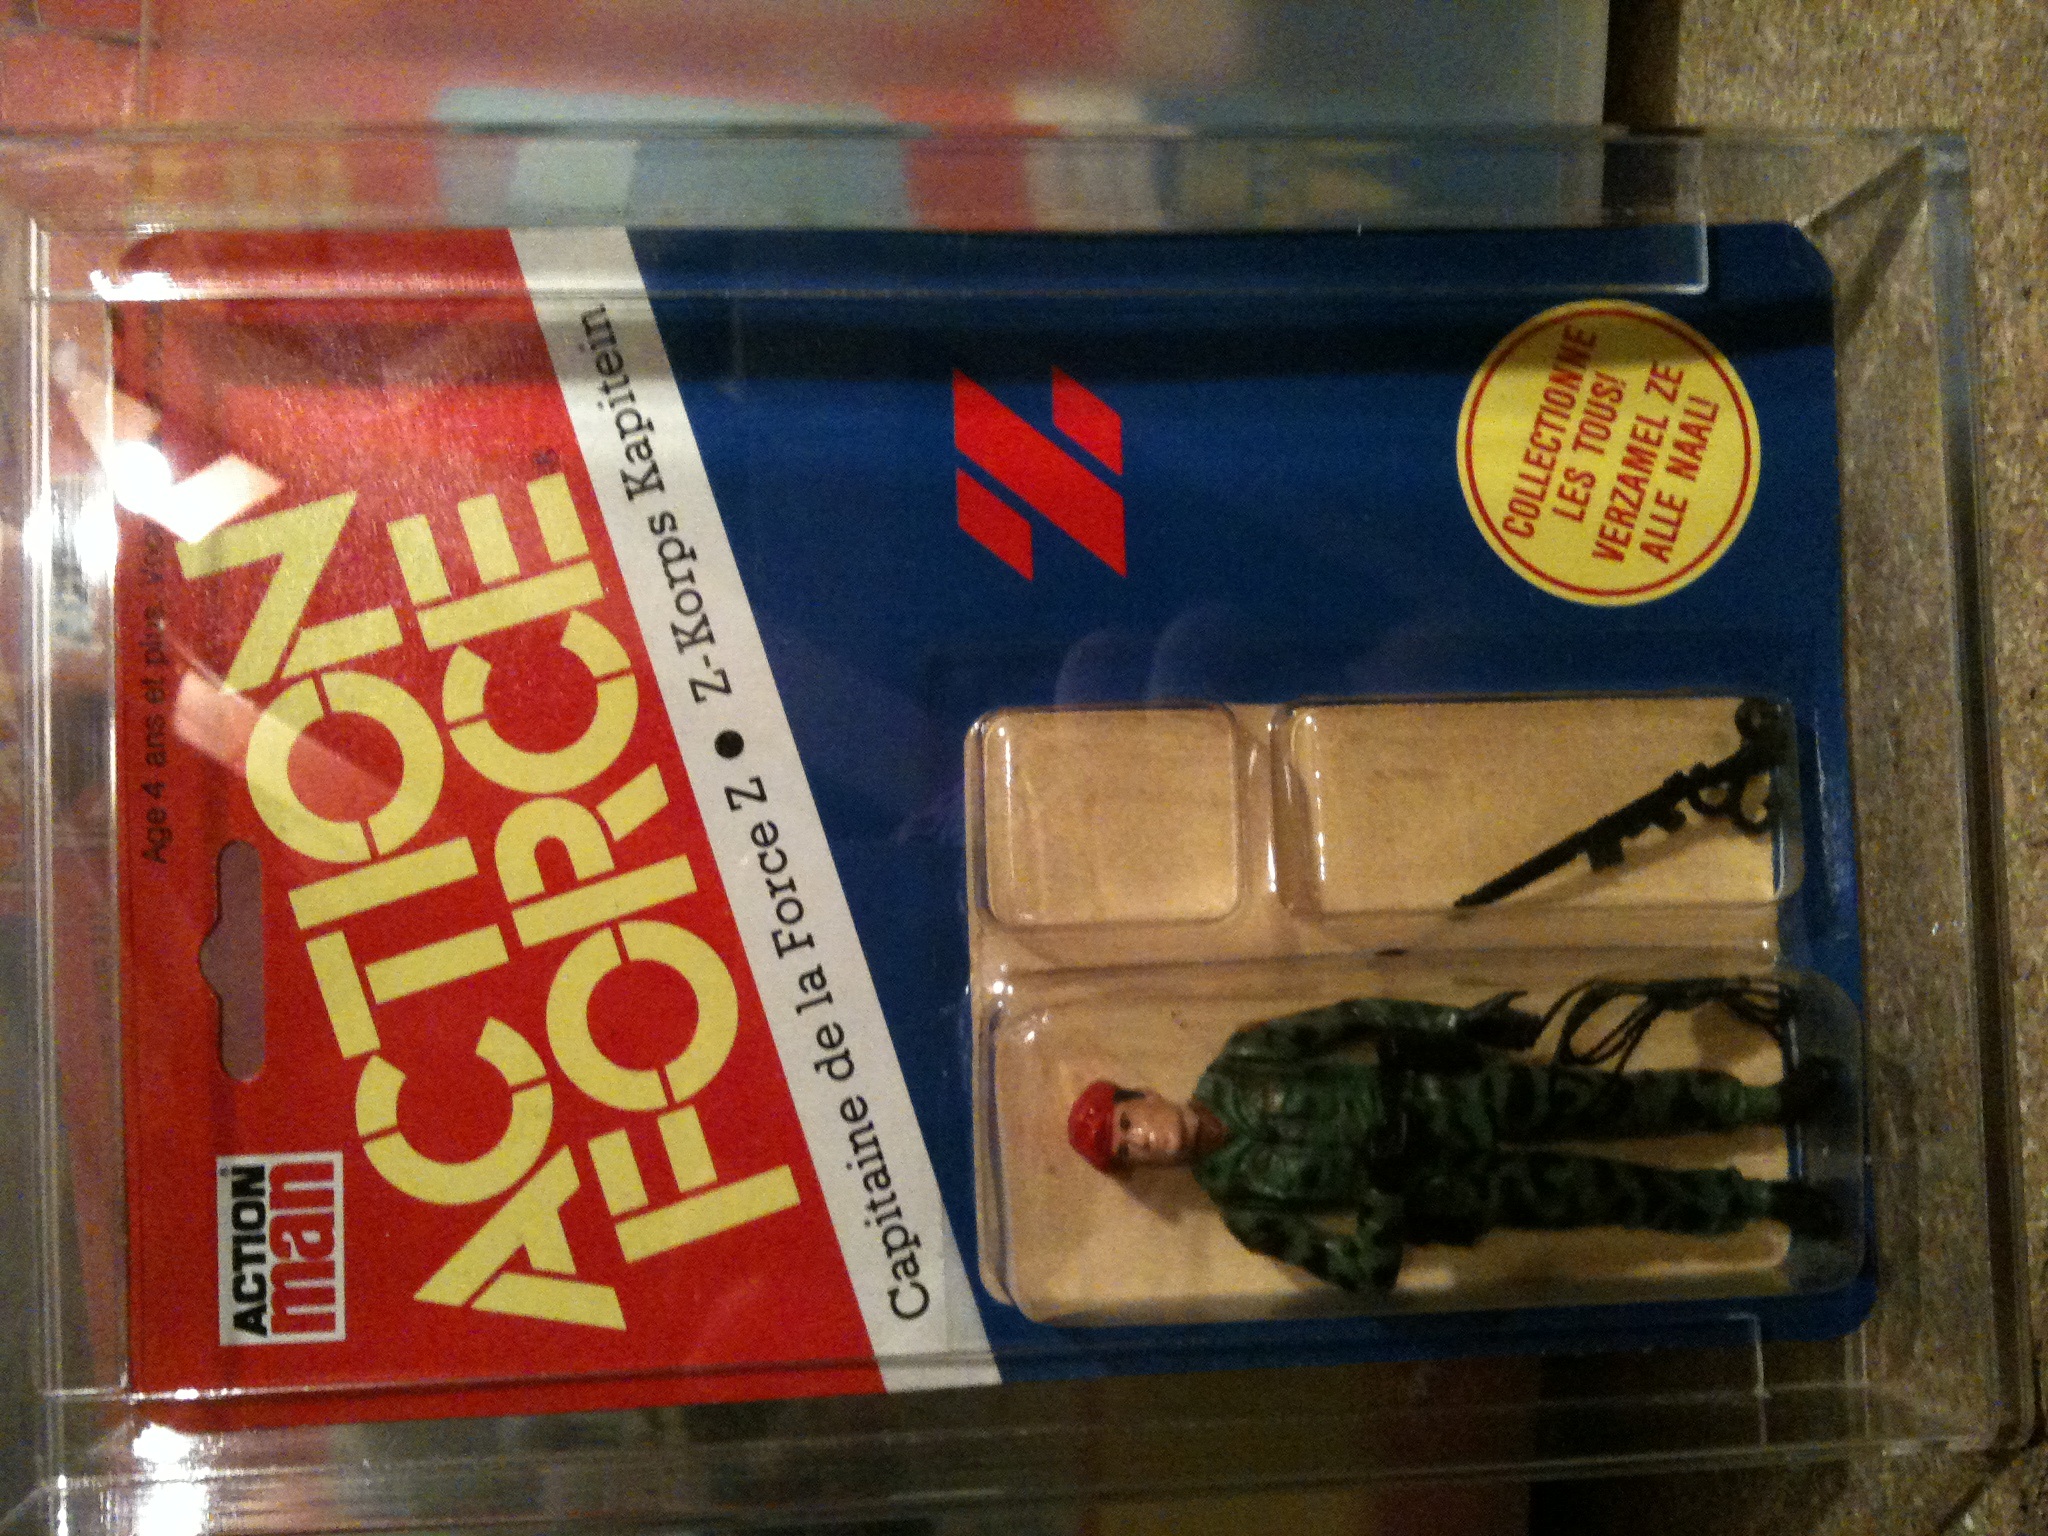 Age 4 ans et plus.
ACTION
man
ACTION
FORCE
Capitaine de la Force Z ● Z-Korps Kapitein
COLLECTIONNE
LES TOUS!
VERZAMEL ZE
ALLE NAAL!